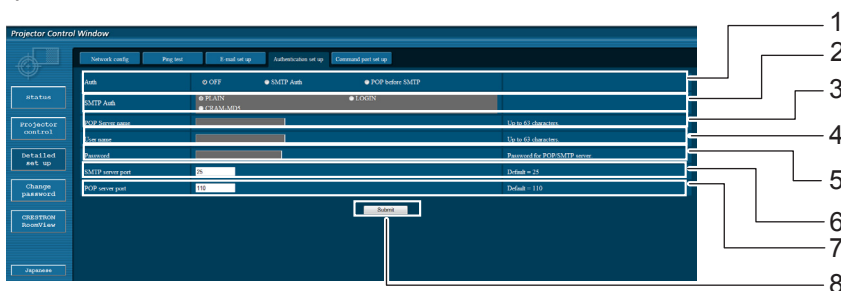 Projector Control Window
Network config Ping test E-mail set up Authentication set up Command port set up
Auth OFF SMTP Auth POP before SMTP
SMTP Auth PLAIN LOGIN
CRAM-MD5
POP Server name Up to 63 characters.
User name Up to 63 characters.
Password Password for POP/SMTP server
SMTP server port 25 Default = 25
POP server port 110 Default = 110
Submit
Status
Projector
control
Detailed
set up
Change
password
CRESTRON
RoomView
Japanese
1
2
3
4
5
6
7
8